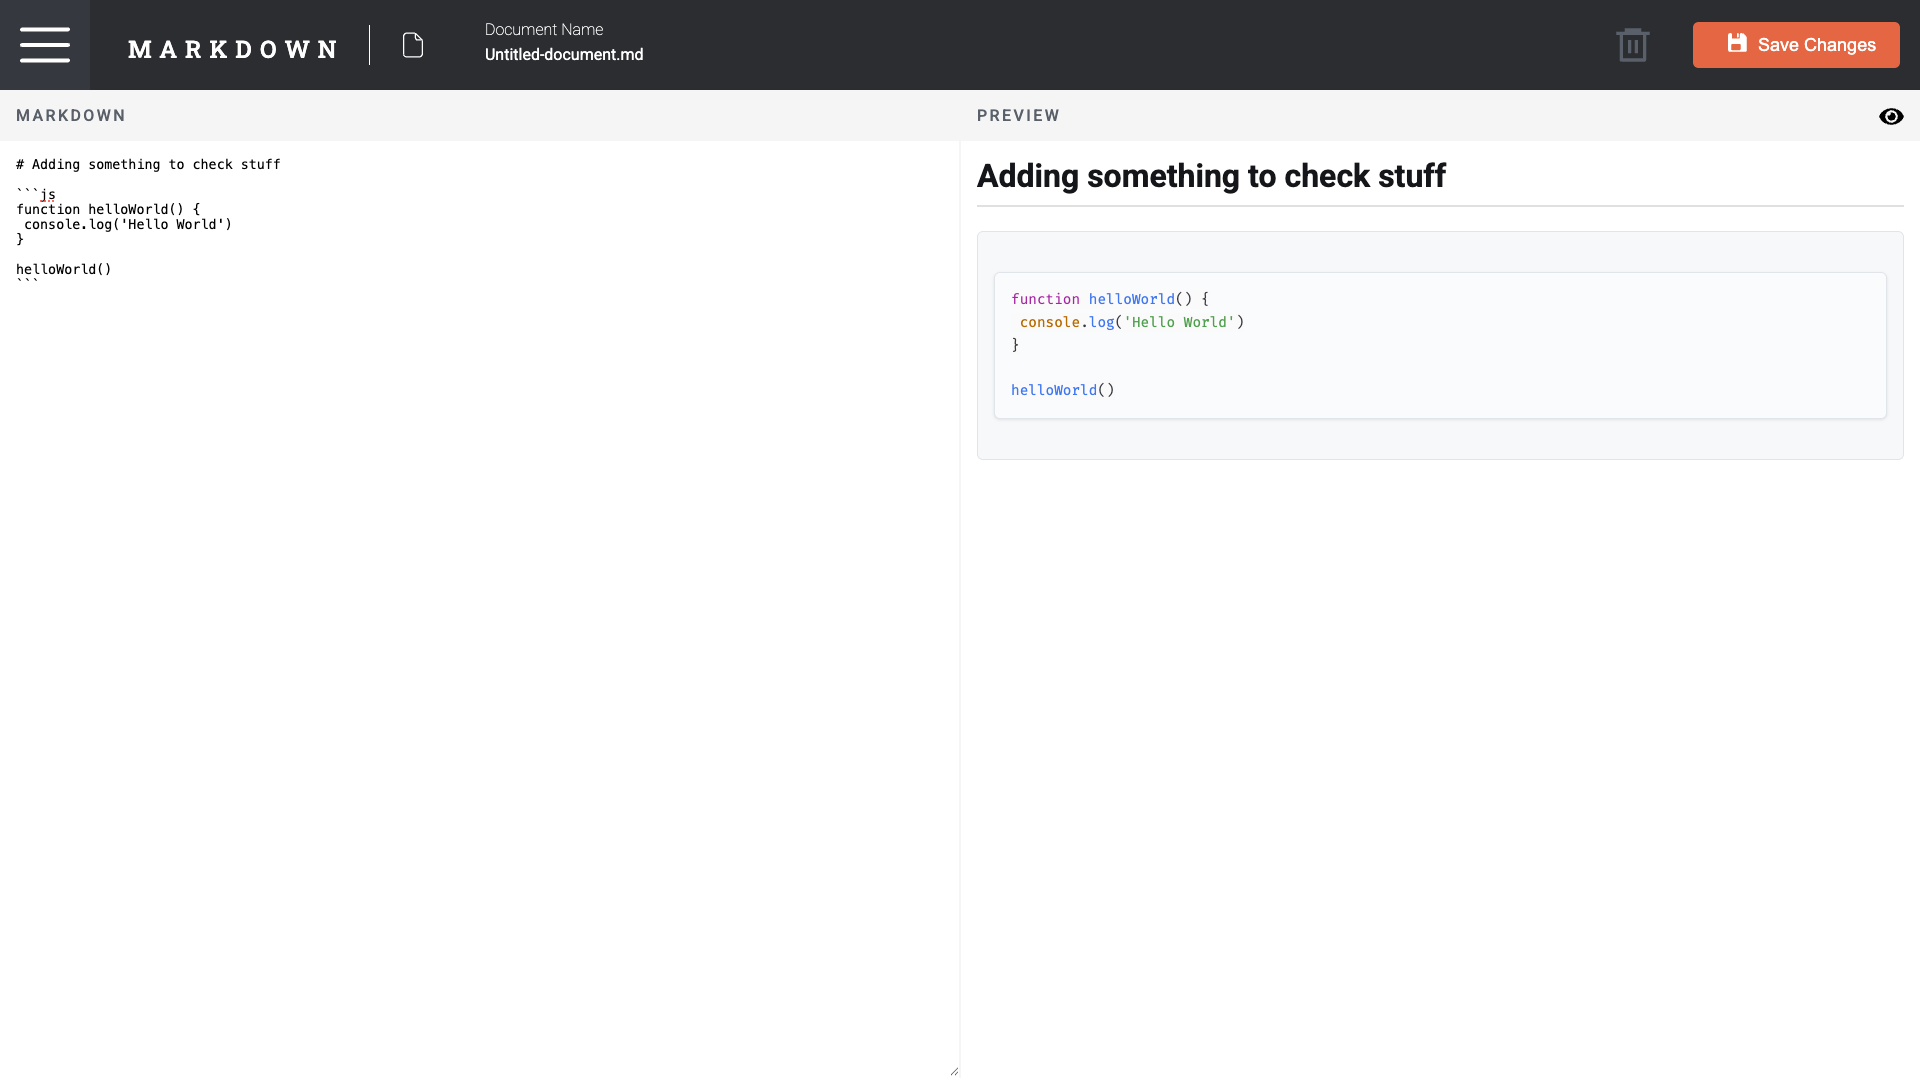 MARKDOWN
Document Name
Untitled-document.md
Save Changes
MARKDOWN
PREVIEW
# Adding something to check stuff
```js
function helloWorld() {
 console.log('Hello World')
}
helloWorld()
```
Adding something to check stuff
function helloWorld() {
 console.log('Hello World')
}
helloWorld()